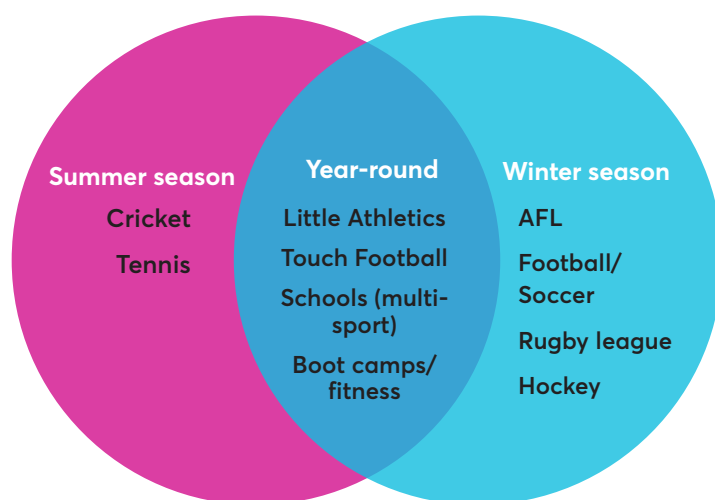 Summer season
Cricket
Tennis
Year-round
Little Athletics
Touch Football
Schools (multi-
sport)
Boot camps/
fitness
Winter season
AFL
Football/
Soccer
Rugby league
Hockey